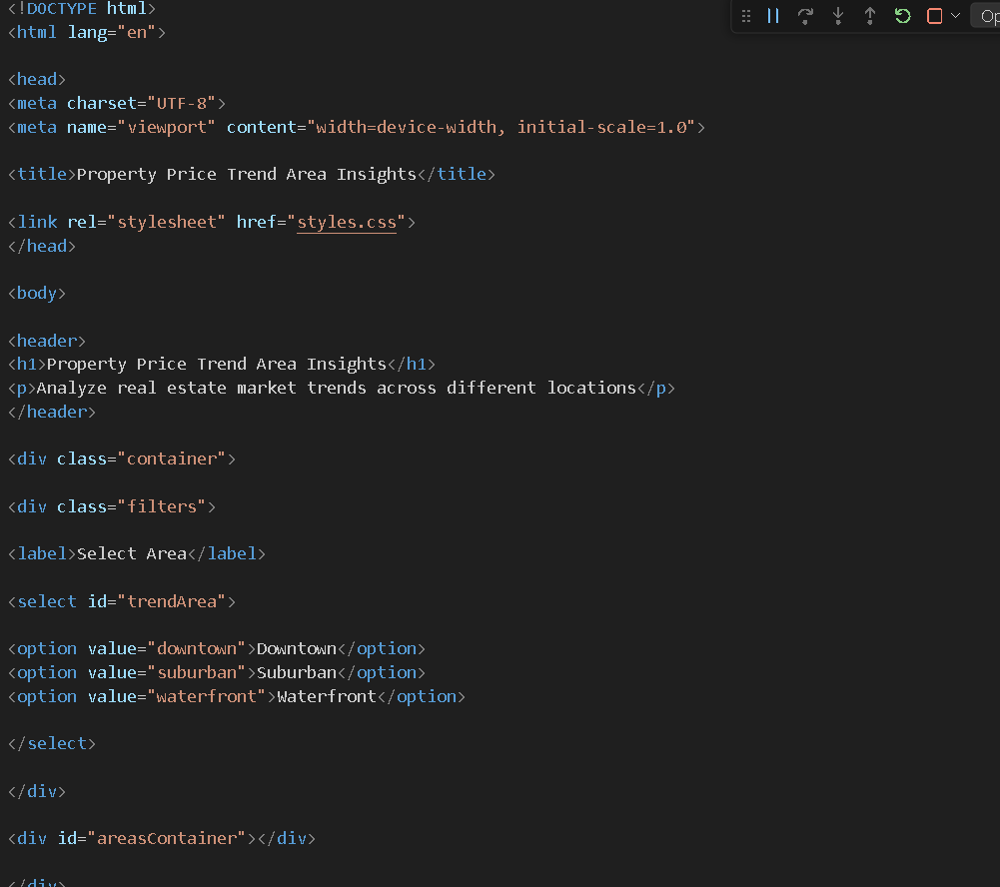 <!DOCTYPE html>
<html lang="en">
<head>
<meta charset="UTF-8">
<meta name="viewport" content="width=device-width, initial-scale=1.0">
<title>Property Price Trend Area Insights</title>
<link rel="stylesheet" href="styles.css">
</head>
<body>
<header>
<h1>Property Price Trend Area Insights</h1>
<p>Analyze real estate market trends across different locations</p>
</header>
<div class="container">
<div class="filters">
<label>Select Area</label>
<select id="trendArea">
<option value="downtown">Downtown</option>
<option value="suburban">Suburban</option>
<option value="waterfront">Waterfront</option>
</select>
</div>
<div id="areasContainer"></div>
</div>